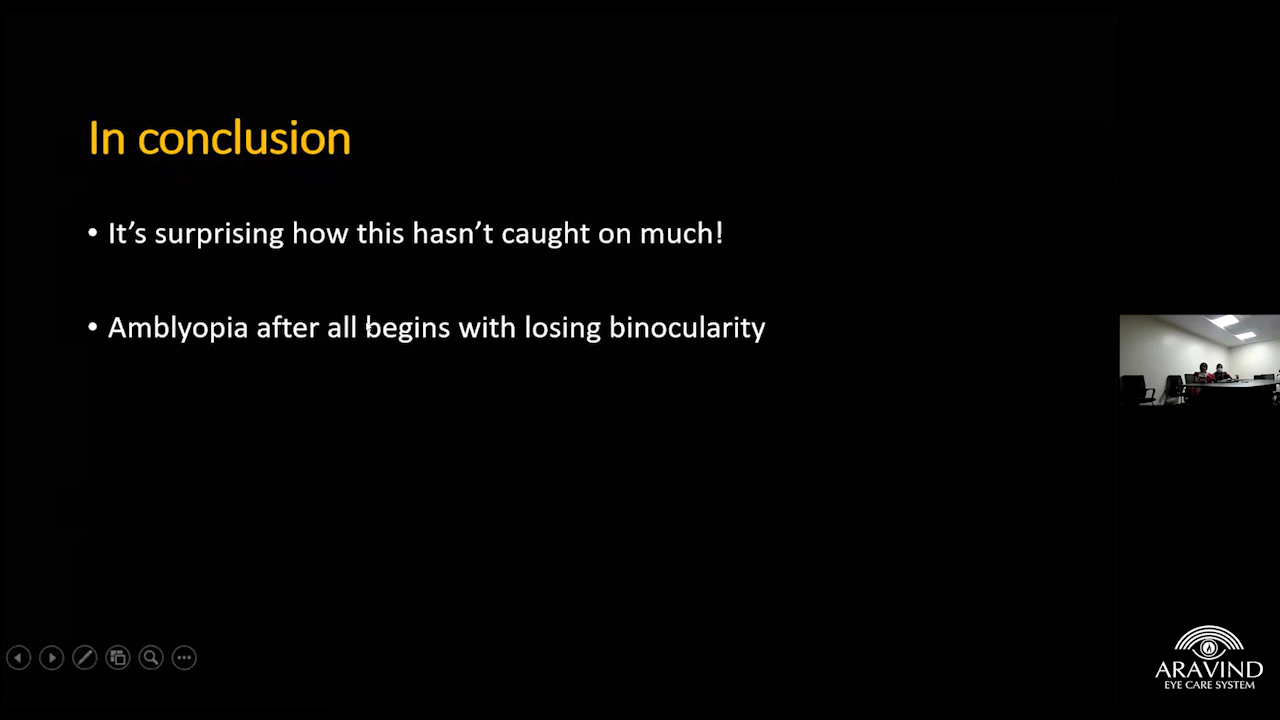 In conclusion
• It's surprising how this hasn't caught on much!
• Amblyopia after all begins with losing binocularity
ARAVIND
EYE CARE SYSTEM